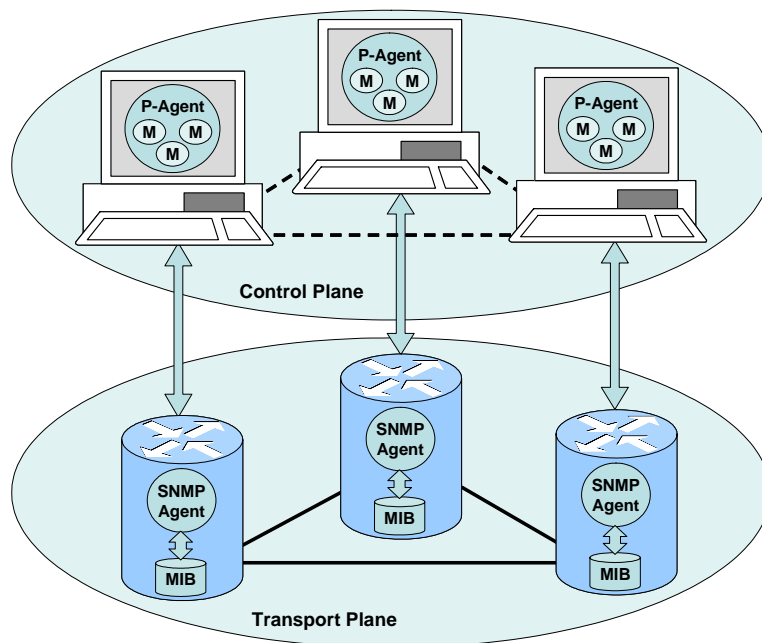 P-Agent
M M
M
P-Agent
M M
M
P-Agent
M M
M
Control Plane
SNMP
Agent
MIB
SNMP
Agent
MIB
SNMP
Agent
MIB
Transport Plane